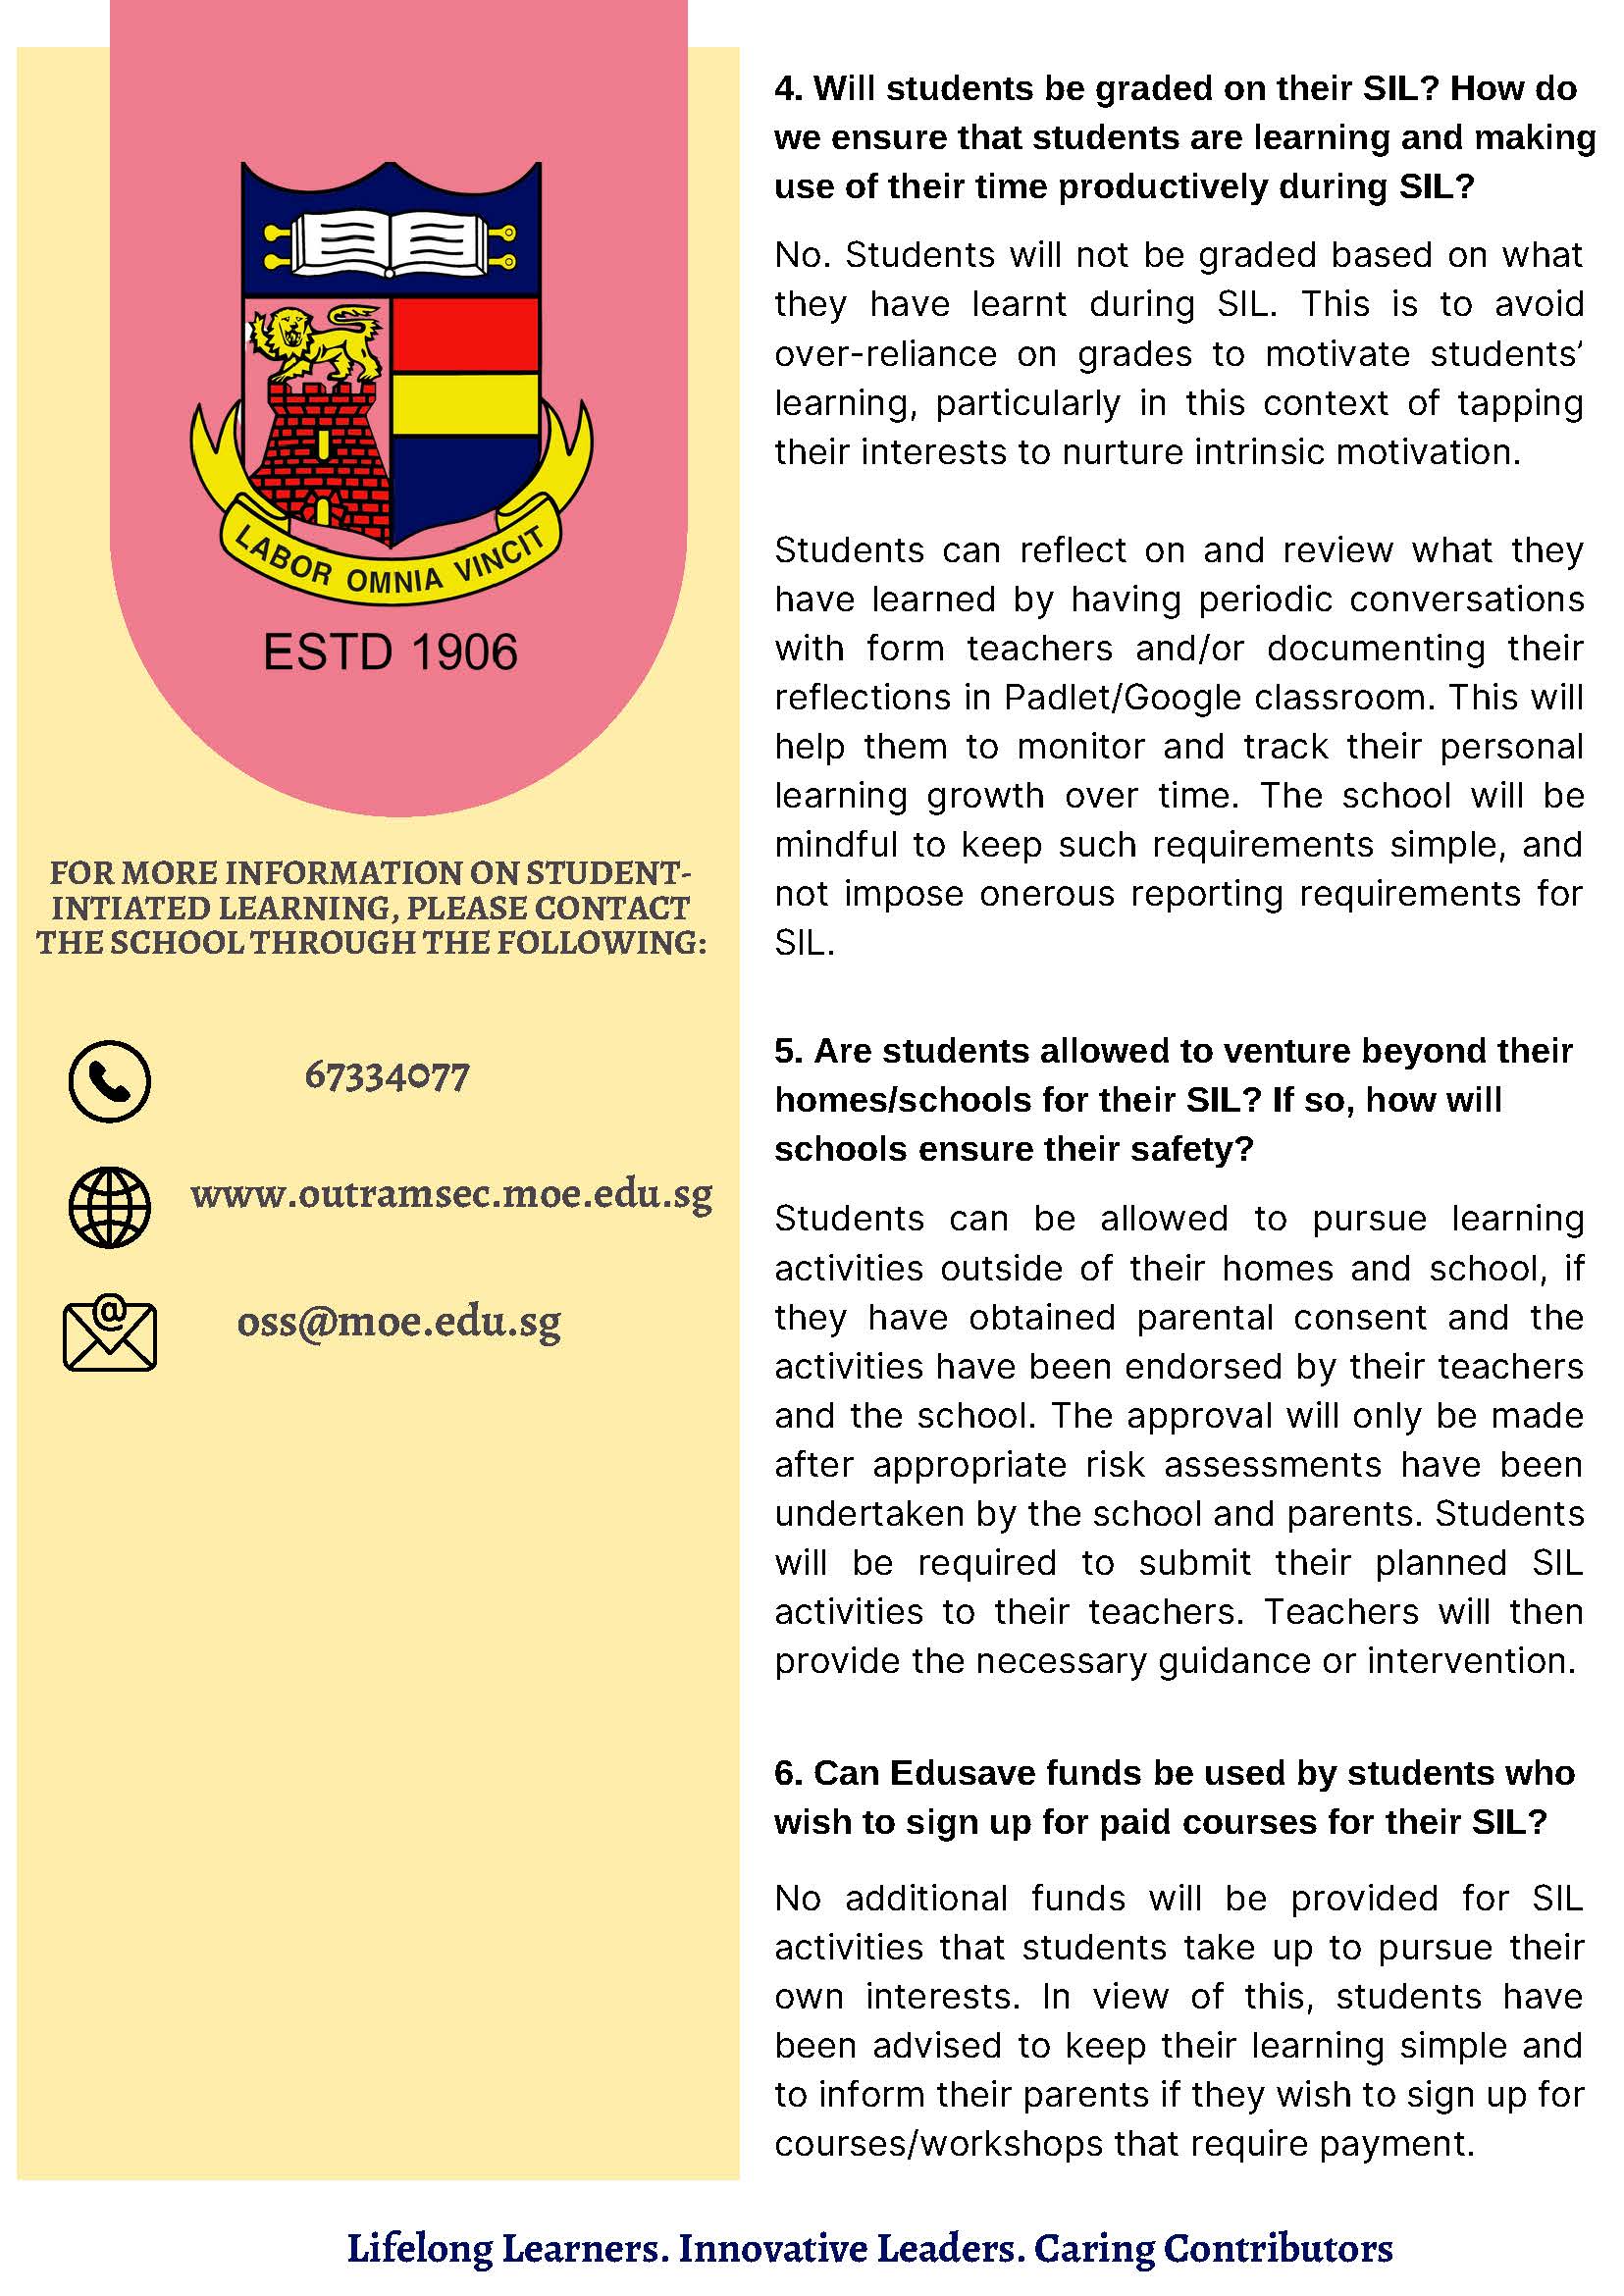 LABOR OMNIA VINCIT
ESTD 1906
FOR MORE INFORMATION ON STUDENT-
INTIATED LEARNING, PLEASE CONTACT
THE SCHOOL THROUGH THE FOLLOWING:
67334077
www.outramsec.moe.edu.sg
@
oss@moe.edu.sg
4. Will students be graded on their SIL? How do
we ensure that students are learning and making
use of their time productively during SIL?
No. Students will not be graded based on what
they have learnt during SIL. This is to avoid
over-reliance on grades to motivate students’
learning, particularly in this context of tapping
their interests to nurture intrinsic motivation.
Students can reflect on and review what they
have learned by having periodic conversations
with form teachers and/or documenting their
reflections in Padlet/Google classroom. This will
help them to monitor and track their personal
learning growth over time. The school will be
mindful to keep such requirements simple, and
not impose onerous reporting requirements for
SIL.
5. Are students allowed to venture beyond their
homes/schools for their SIL? If so, how will
schools ensure their safety?
Students can be allowed to pursue learning
activities outside of their homes and school, if
they have obtained parental consent and the
activities have been endorsed by their teachers
and the school. The approval will only be made
after appropriate risk assessments have been
undertaken by the school and parents. Students
will be required to submit their planned SIL
activities to their teachers. Teachers will then
provide the necessary guidance or intervention.
6. Can Edusave funds be used by students who
wish to sign up for paid courses for their SIL?
No additional funds will be provided for SIL
activities that students take up to pursue their
own interests. In view of this, students have
been advised to keep their learning simple and
to inform their parents if they wish to sign up for
courses/workshops that require payment.
Lifelong Learners. Innovative Leaders. Caring Contributors